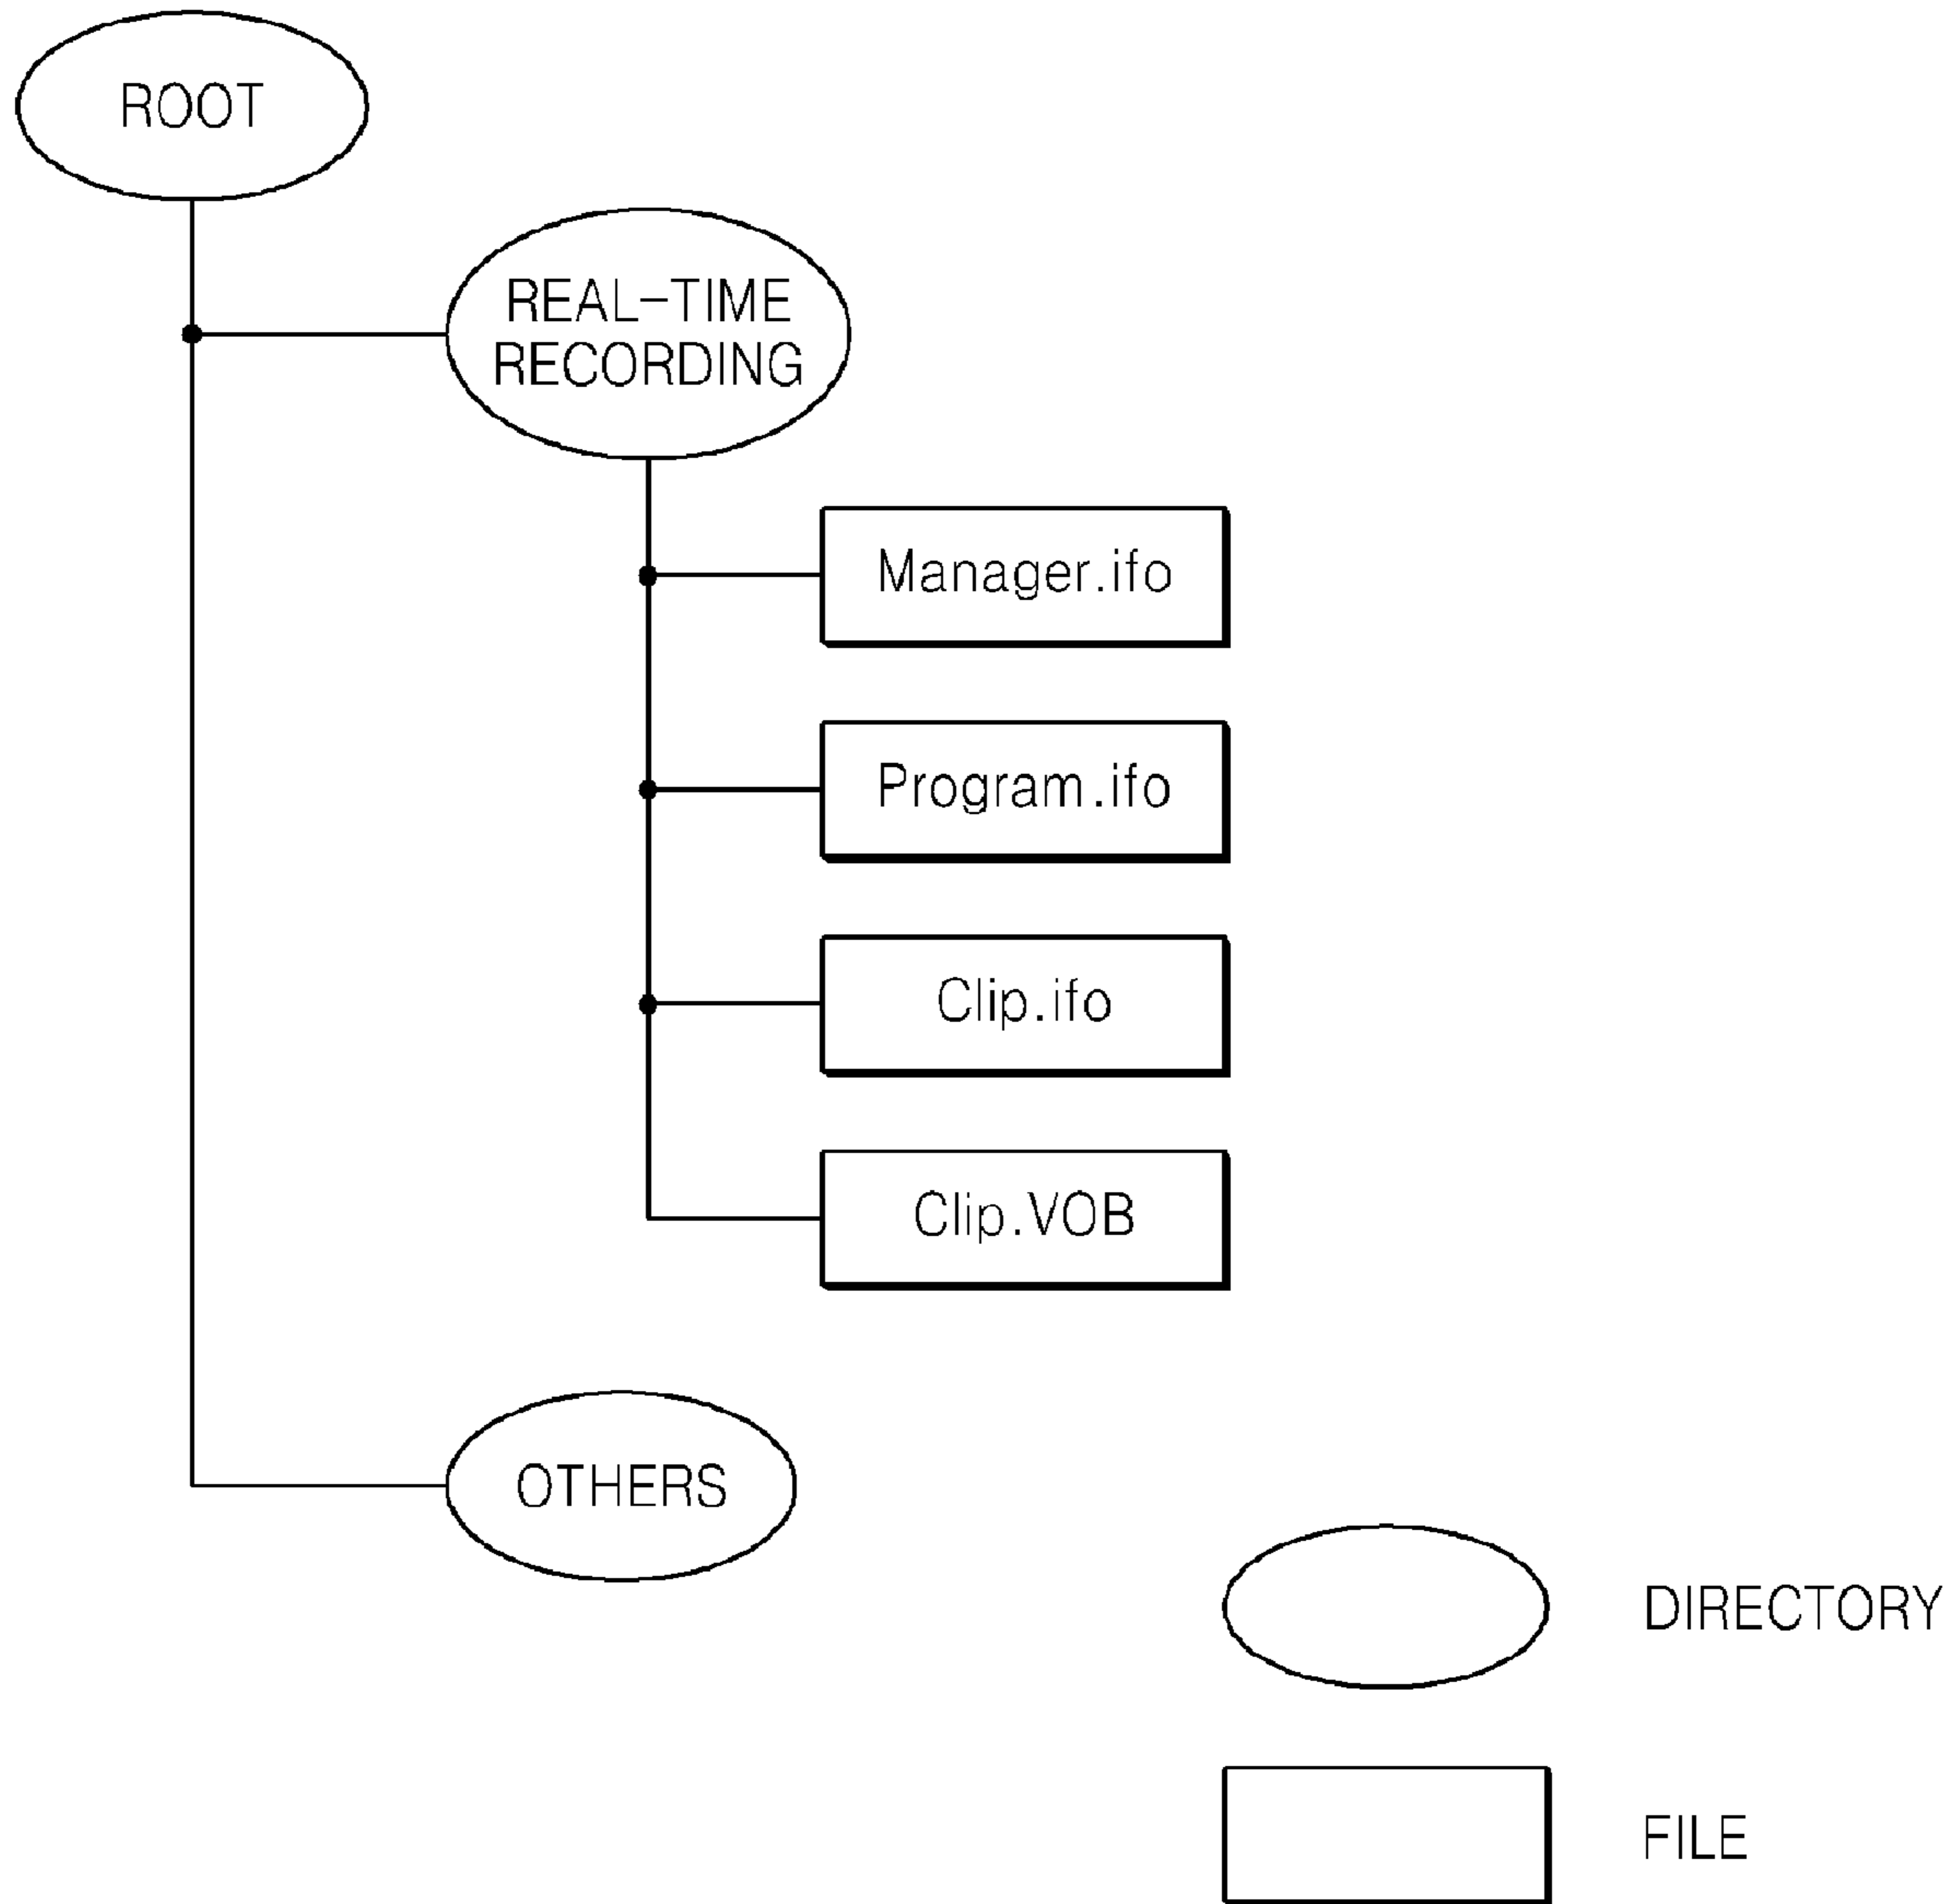 ROOT
REAL-TIME
RECORDING
Manager.ifo
Program.ifo
Clip.ifo
Clip.VOB
OTHERS
DIRECTORY
FILE